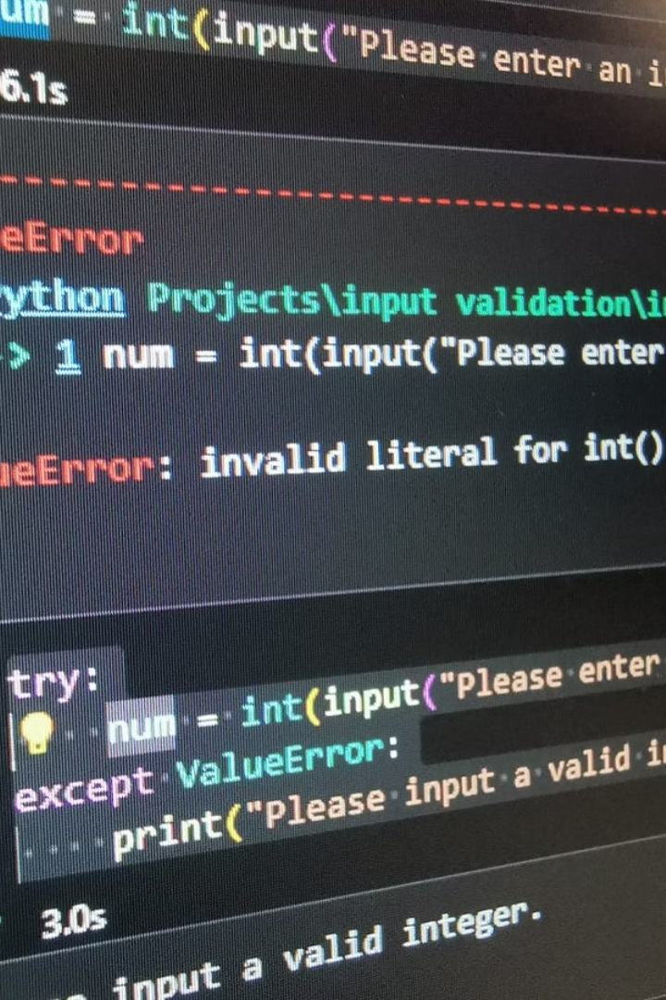 um = int(input("Please enter an i
6.1s
--------------------------------
eError
ython Projects\input validation\i
-> 1 num = int(input("Please enter
ueError: invalid literal for int()
try:
num = int(input("Please enter
except ValueError:
print("Please input a valid in
3.0s
input a valid integer.